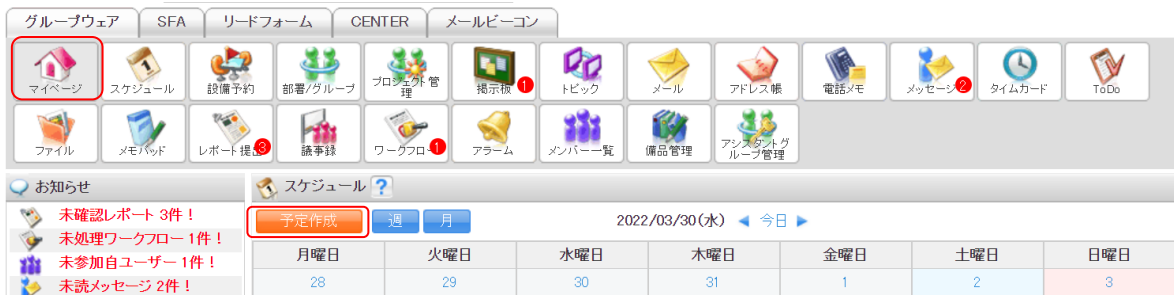 グループウェア SFA リードフォーム CENTER メールビーコン
マイページ スケジュール 設備予約 部署/グループ プロジェクト管理 掲示板 1 トピック メール アドレス帳 電話メモ メッセージ 2 タイムカード ToDo
ファイル メモパッド レポート提出 3 議事録 ワークフロー 1 アラーム メンバー一覧 備品管理 アシスタントグループ管理
お知らせ
未確認レポート 3件！
未処理ワークフロー 1件！
未参加自ユーザー 1件！
未読メッセージ 2件！
スケジュール ?
予定作成 週 月 2022/03/30(水) ◀ 今日 ▶
月曜日 火曜日 水曜日 木曜日 金曜日 土曜日 日曜日
28 29 30 31 1 2 3